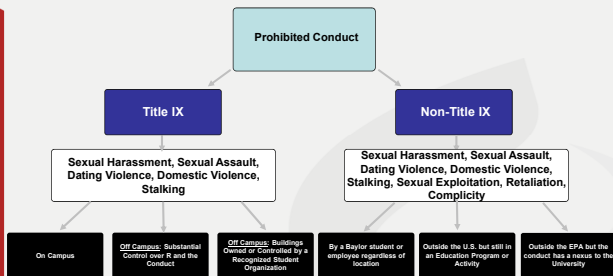 Prohibited Conduct
Title IX
Non-Title IX
Sexual Harassment, Sexual Assault,
Dating Violence, Domestic Violence,
Stalking
Sexual Harassment, Sexual Assault,
Dating Violence, Domestic Violence,
Stalking, Sexual Exploitation, Retaliation,
Complicity
On Campus
Off Campus: Substantial
Control over R and the
Conduct
Off Campus: Buildings
Owned or Controlled by a
Recognized Student
Organization
By a Baylor student or
employee regardless of
location
Outside the U.S. but still in
an Education Program or
Activity
Outside the EPA but the
conduct has a nexus to the
University